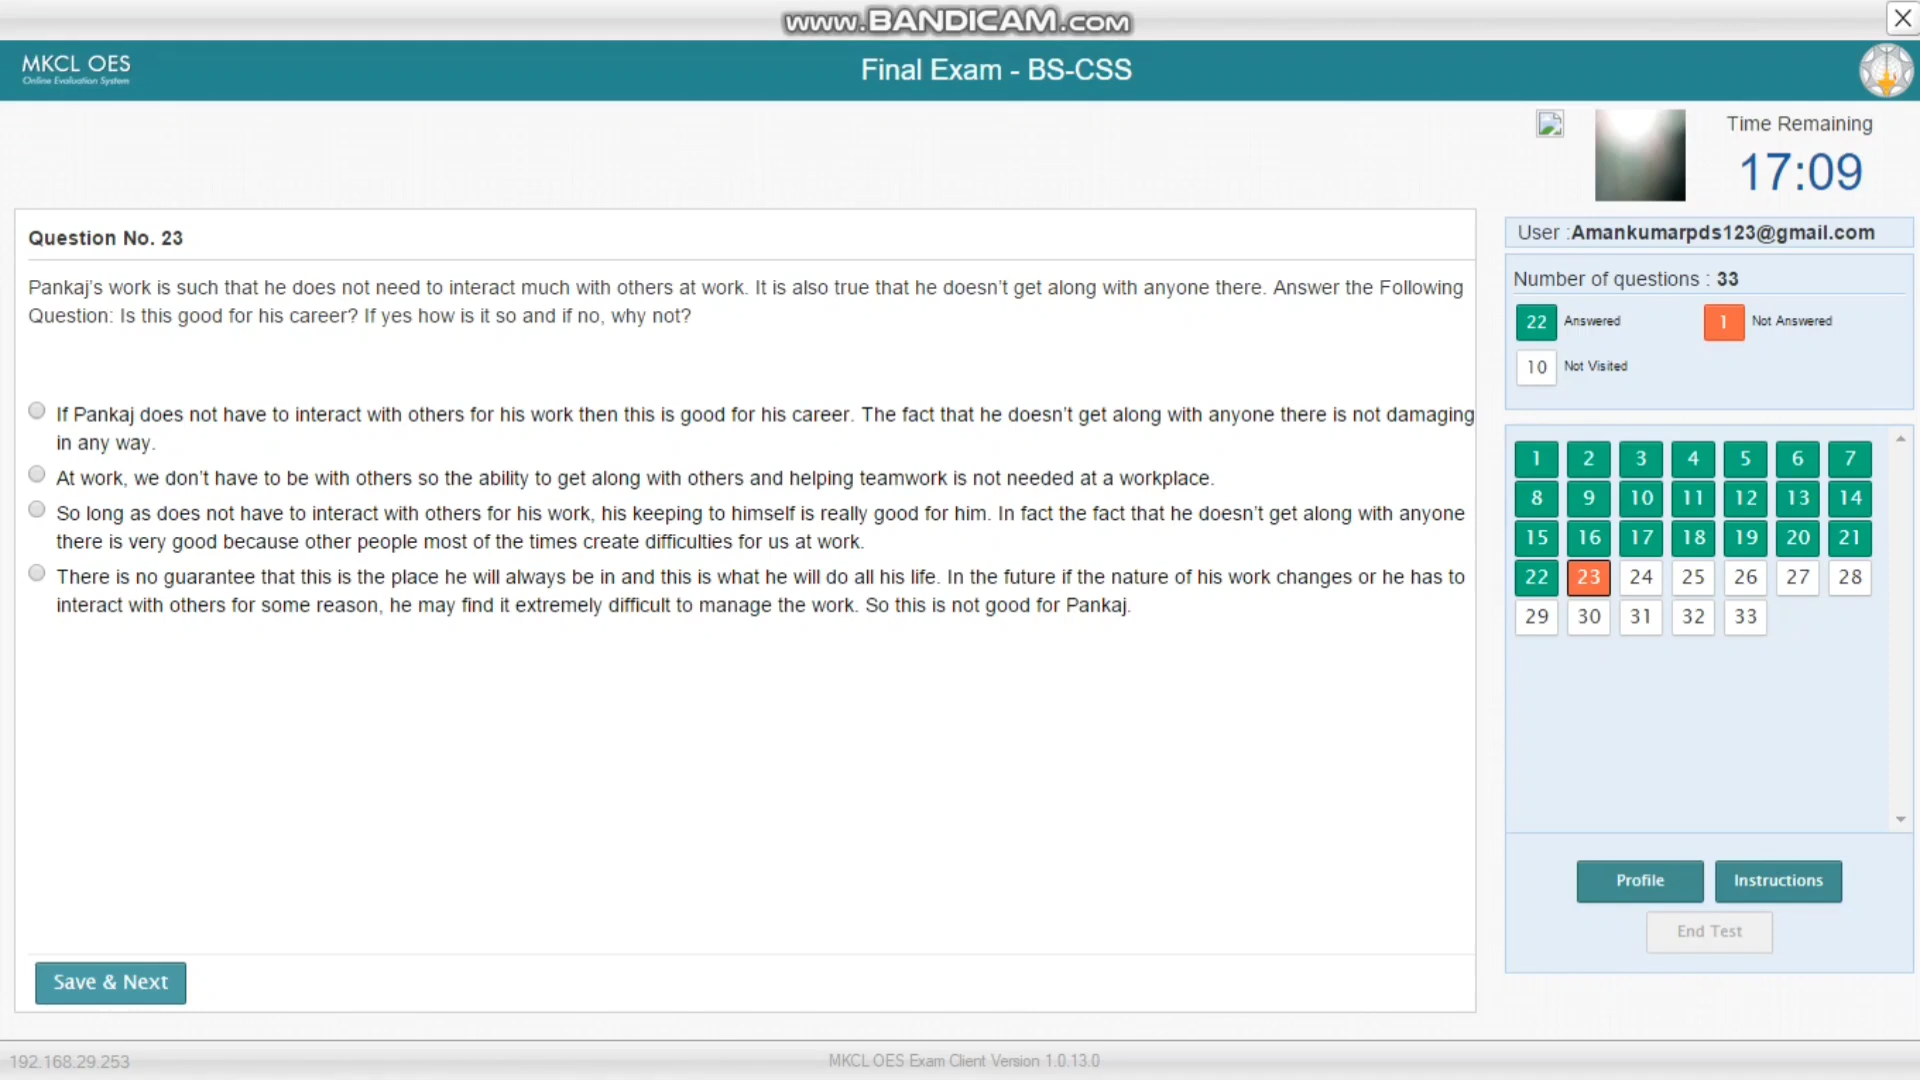 www.BANDICAM.com
MKCL OES
Online Evaluation System
Final Exam - BS-CSS
Time Remaining
17:09
Question No. 23
User :Amankumarpds123@gmail.com
Pankaj's work is such that he does not need to interact much with others at work. It is also true that he doesn't get along with anyone there. Answer the Following
Question: Is this good for his career? If yes how is it so and if no, why not?
Number of questions : 33
22 Answered
1 Not Answered
10 Not Visited
If Pankaj does not have to interact with others for his work then this is good for his career. The fact that he doesn't get along with anyone there is not damaging
in any way.
At work, we don't have to be with others so the ability to get along with others and helping teamwork is not needed at a workplace.
So long as does not have to interact with others for his work, his keeping to himself is really good for him. In fact the fact that he doesn't get along with anyone
there is very good because other people most of the times create difficulties for us at work.
There is no guarantee that this is the place he will always be in and this is what he will do all his life. In the future if the nature of his work changes or he has to
interact with others for some reason, he may find it extremely difficult to manage the work. So this is not good for Pankaj.
1 2 3 4 5 6 7
8 9 10 11 12 13 14
15 16 17 18 19 20 21
22 23 24 25 26 27 28
29 30 31 32 33
Profile
Instructions
End Test
Save & Next
192.168.29.253
MKCL OES Exam Client Version 1.0.13.0